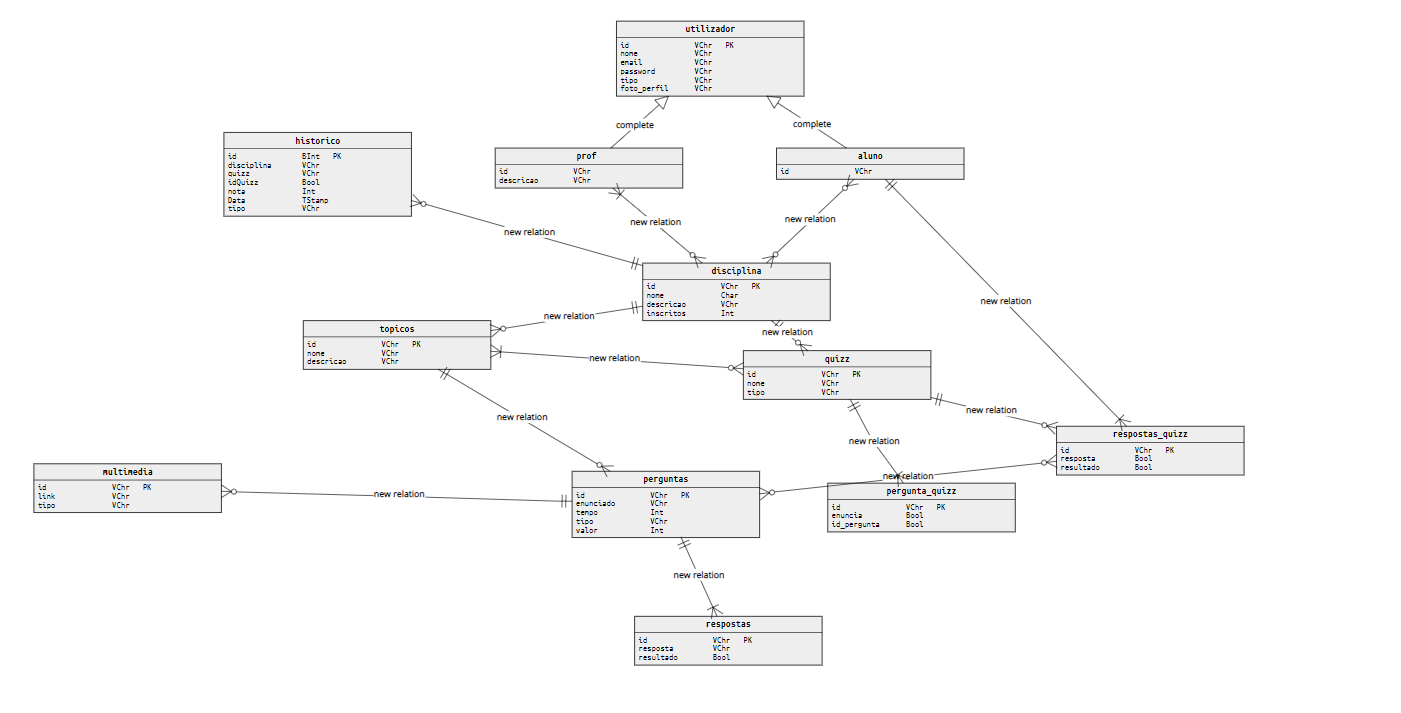 utilizador
id VChr PK
nome VChr
email VChr
password VChr
tipo VChr
foto_perfil VChr
complete
complete
historico
id BInt PK
disciplina VChr
quizz VChr
idQuizz Bool
nota Int
Data TStamp
tipo VChr
prof
id VChr
descricao VChr
aluno
id VChr
new relation
new relation
new relation
disciplina
id VChr PK
nome Char
descricao VChr
inscritos Int
new relation
new relation
new relation
topicos
id VChr PK
nome VChr
descricao VChr
new relation
quizz
id VChr PK
nome VChr
tipo VChr
new relation
new relation
new relation
respostas_quizz
id VChr PK
resposta Bool
resultado Bool
multimedia
id VChr PK
link VChr
tipo VChr
new relation
perguntas
id VChr PK
enunciado VChr
tempo Int
tipo VChr
valor Int
new relation
pergunta_quizz
id VChr PK
enuncia Bool
id_pergunta Bool
new relation
respostas
id VChr PK
resposta VChr
resultado Bool